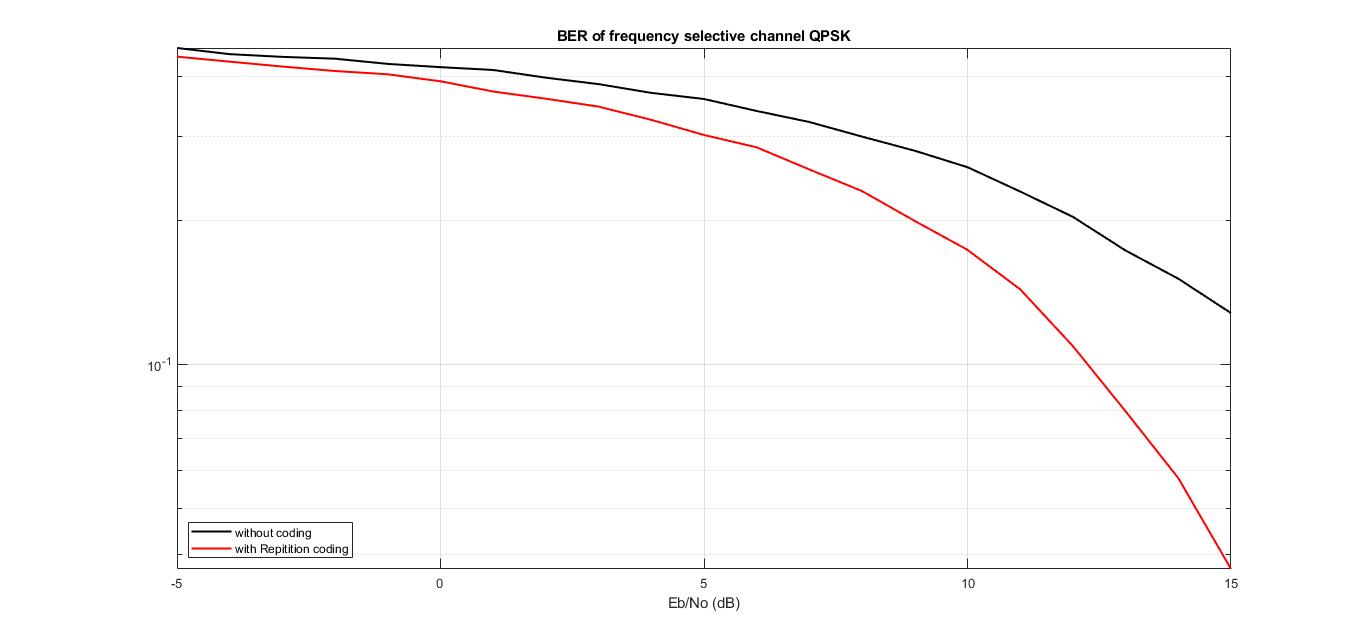 BER of frequency selective channel QPSK
10-1
without coding
with Repitition coding
-5 0 5 10 15
Eb/No (dB)